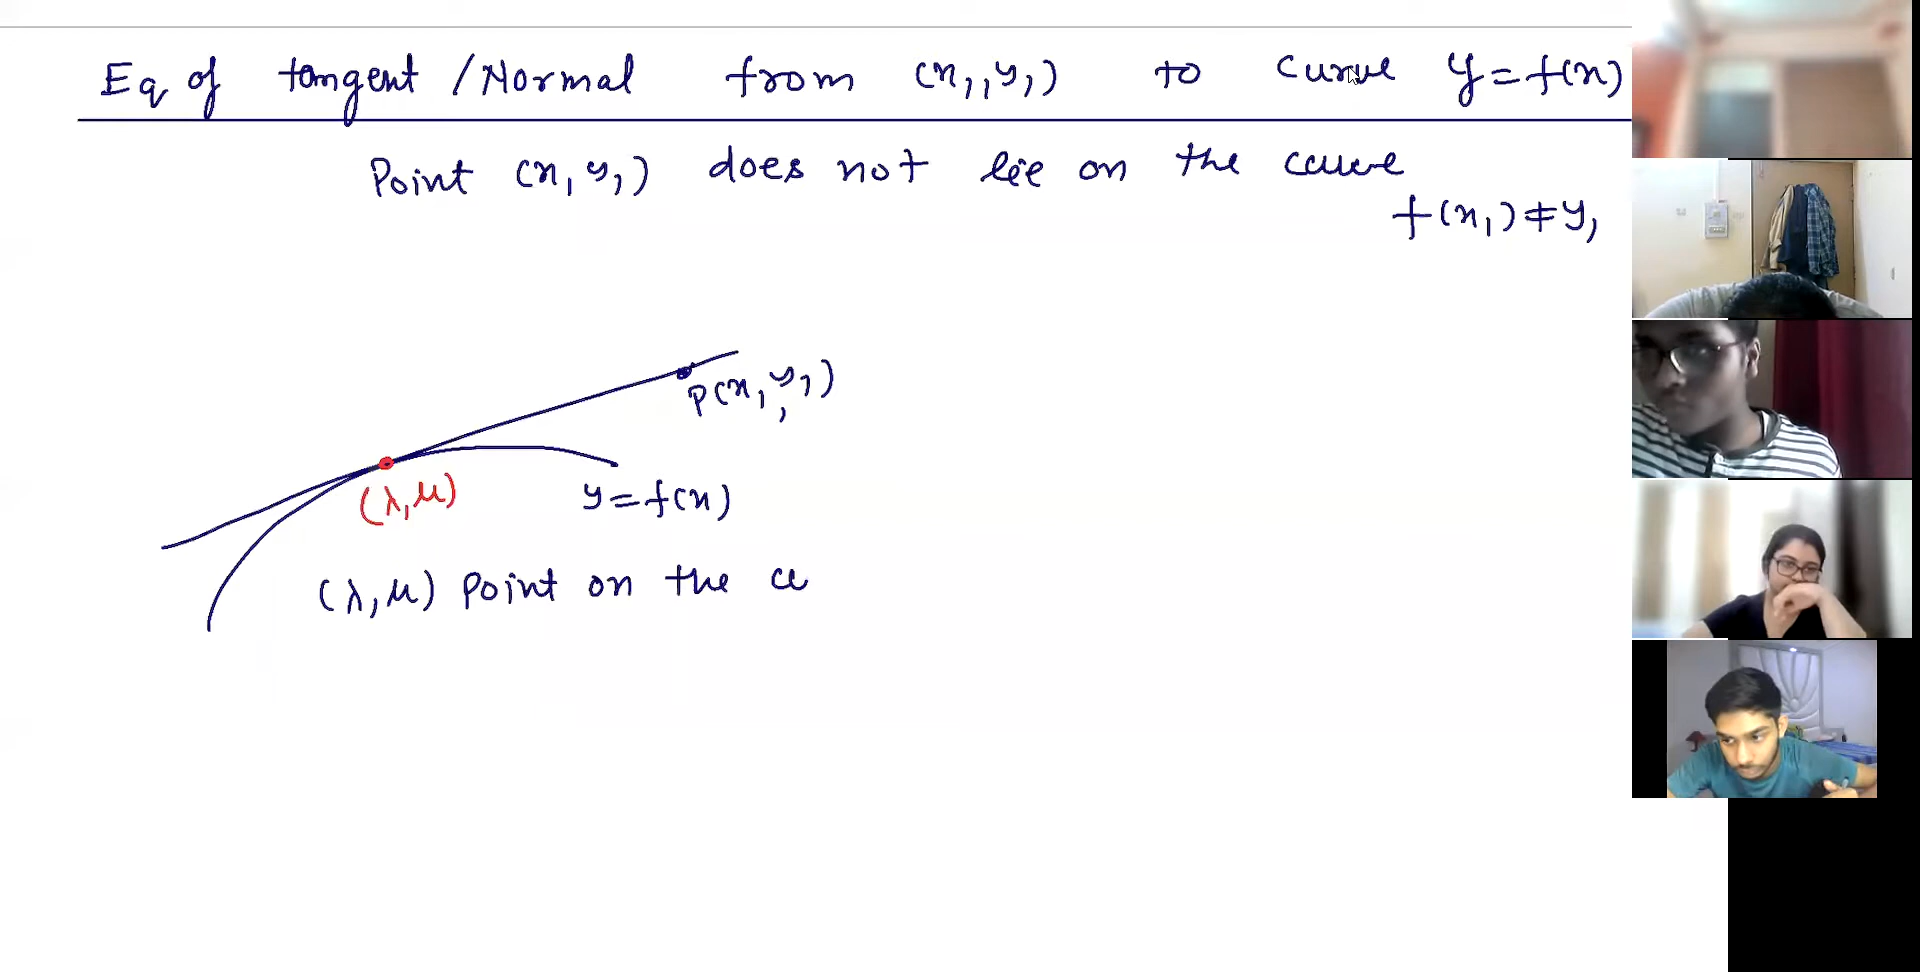 Eq of tangent / Normal from (x₁, y₁) to curve y = f(x)
Point (x₁ y₁) does not lie on the curve
f(x₁) ≠ y₁
P(x₁, y₁)
(λ, μ)
y = f(x)
(λ, μ) Point on the cu